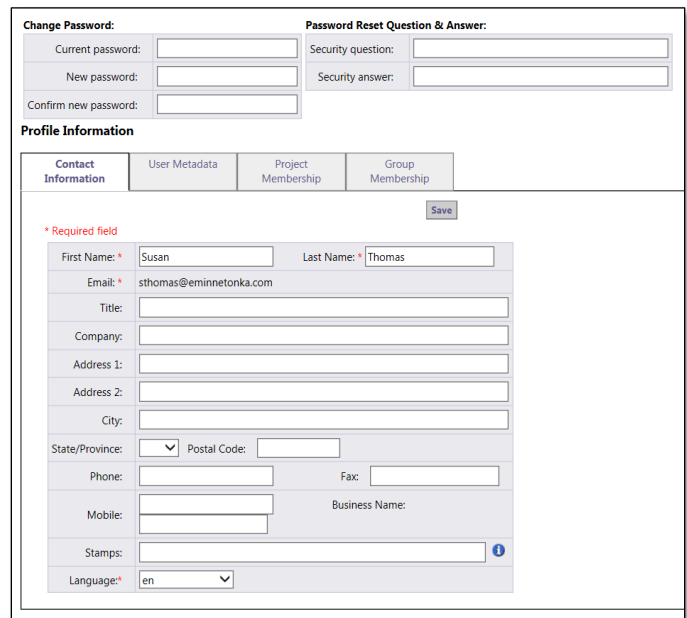 Change Password: Password Reset Question & Answer:
Current password: Security question:
New password: Security answer:
Confirm new password:
Profile Information
Contact Information User Metadata Project Membership Group Membership
Save
* Required field
First Name: * Susan Last Name: * Thomas
Email: * sthomas@eminnetonka.com
Title:
Company:
Address 1:
Address 2:
City:
State/Province: Postal Code:
Phone: Fax:
Mobile: Business Name:
Stamps: i
Language:* en